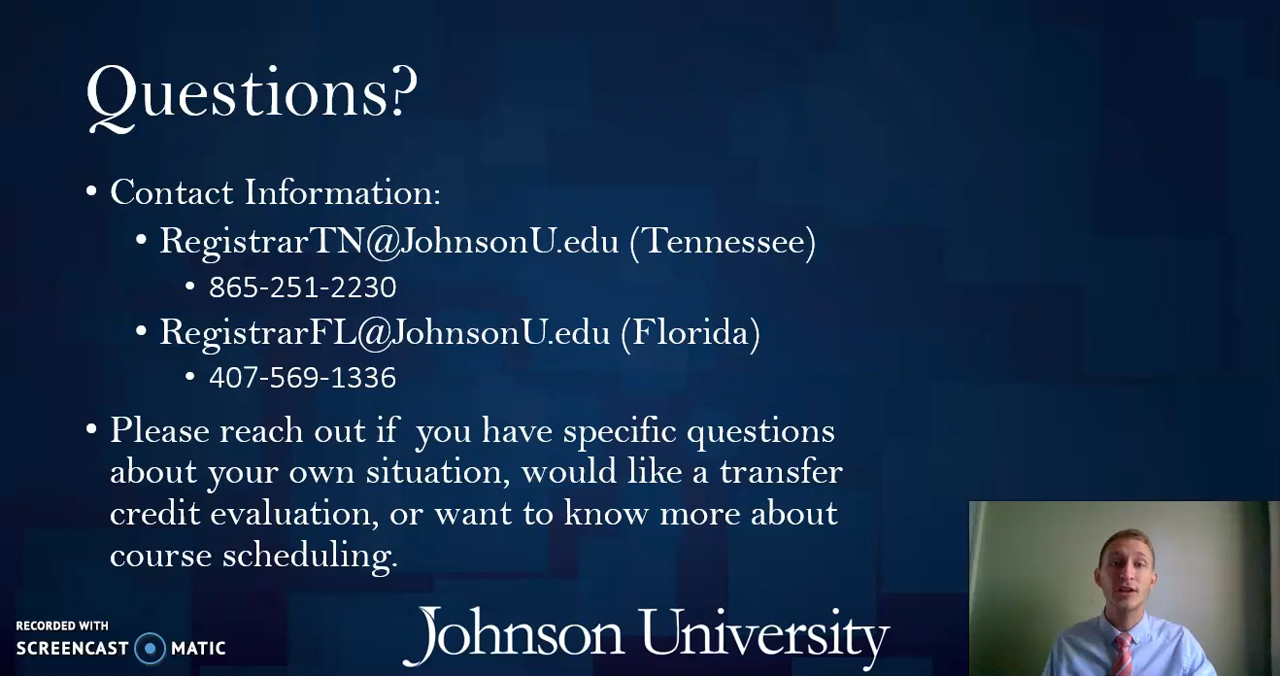 Questions?
• Contact Information:
• RegistrarTN@JohnsonU.edu (Tennessee)
• 865-251-2230
• RegistrarFL@JohnsonU.edu (Florida)
• 407-569-1336
• Please reach out if  you have specific questions
about your own situation, would like a transfer
credit evaluation, or want to know more about
course scheduling.
RECORDED WITH
SCREENCAST MATIC
Johnson University